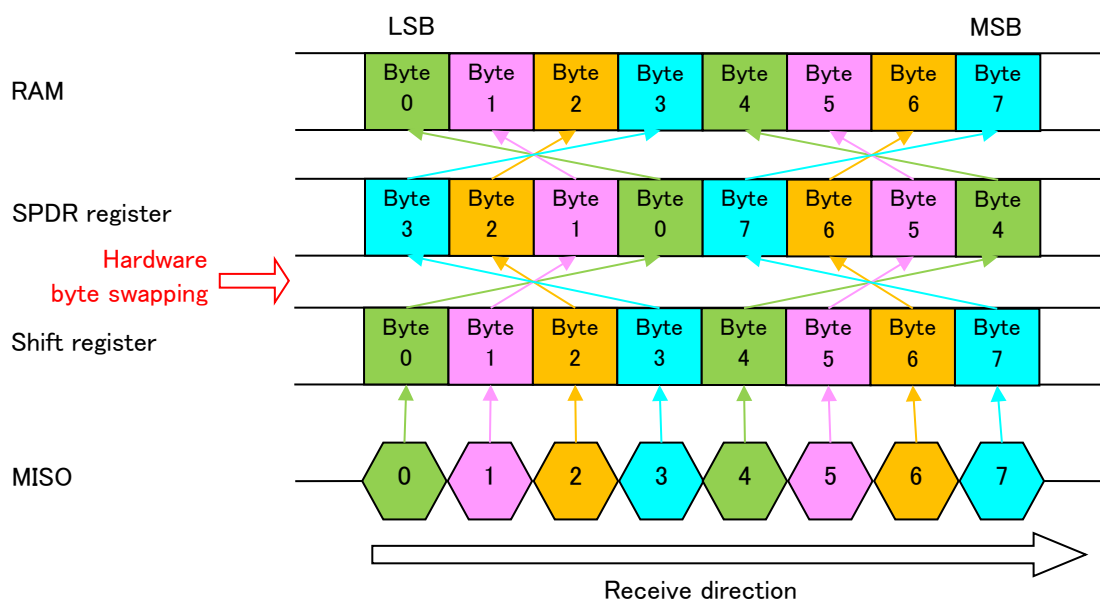 LSB MSB
RAM
Byte 0 Byte 1 Byte 2 Byte 3 Byte 4 Byte 5 Byte 6 Byte 7
SPDR register
Byte 3 Byte 2 Byte 1 Byte 0 Byte 7 Byte 6 Byte 5 Byte 4
Hardware
byte swapping
Shift register
Byte 0 Byte 1 Byte 2 Byte 3 Byte 4 Byte 5 Byte 6 Byte 7
MISO
0 1 2 3 4 5 6 7
Receive direction